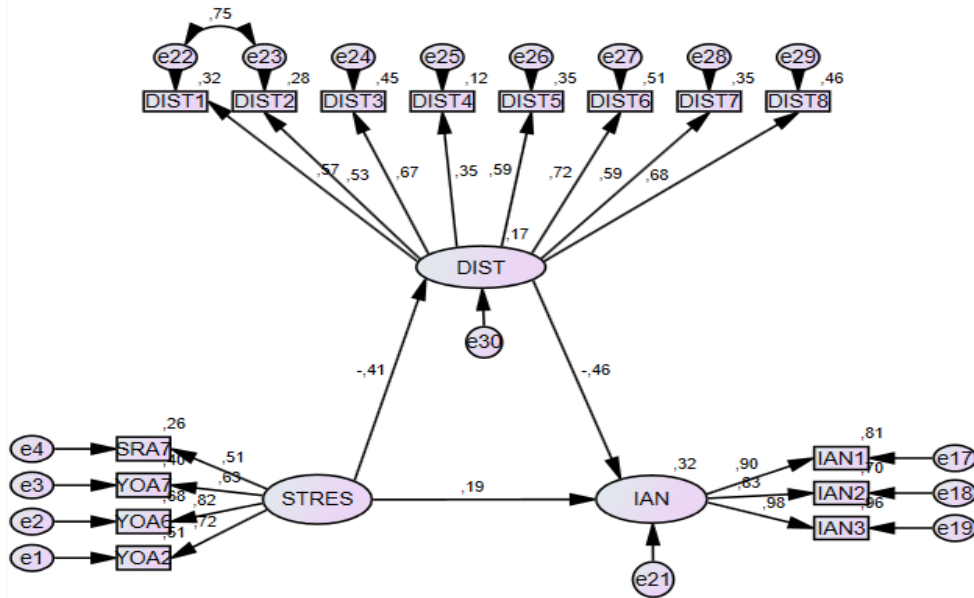 ,75
e22 e23 e24 e25 e26 e27 e28 e29
,32 ,28 ,45 ,12 ,35 ,51 ,35 ,46
DIST1 DIST2 DIST3 DIST4 DIST5 DIST6 DIST7 DIST8
,57 ,53 ,67 ,35 ,59 ,72 ,59 ,68
,17
DIST
e30
-,41 -,46
,26 ,81
e4 SRA7 ,51 ,32 ,90 IAN1 e17
,40 ,70
e3 YOA7 ,63 STRES ,19 IAN ,83 IAN2 e18
,68 ,96
e2 YOA6 ,82 ,98 IAN3 e19
,51
e1 YOA2 ,72
e21